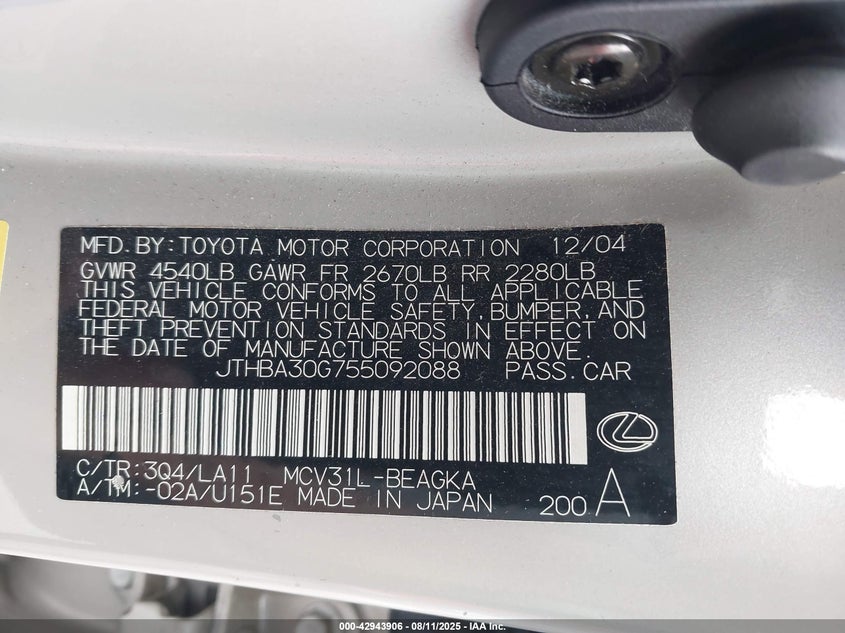 MFD. BY: TOYOTA MOTOR CORPORATION 12/04
GVWR 4540LB GAWR FR 2670LB RR 2280LB
THIS VEHICLE CONFORMS TO ALL APPLICABLE
FEDERAL MOTOR VEHICLE SAFETY, BUMPER, AND
THEFT PREVENTION STANDARDS IN EFFECT ON
THE DATE OF MANUFACTURE SHOWN ABOVE.
JTHBA30G755092088 PASS. CAR
C/TR: 3Q4/LA11 MCV31L-BEAGKA
A/TM: -02A/U151E MADE IN JAPAN 200 A
000-42943906 - 08/11/2025 - IAA Inc.